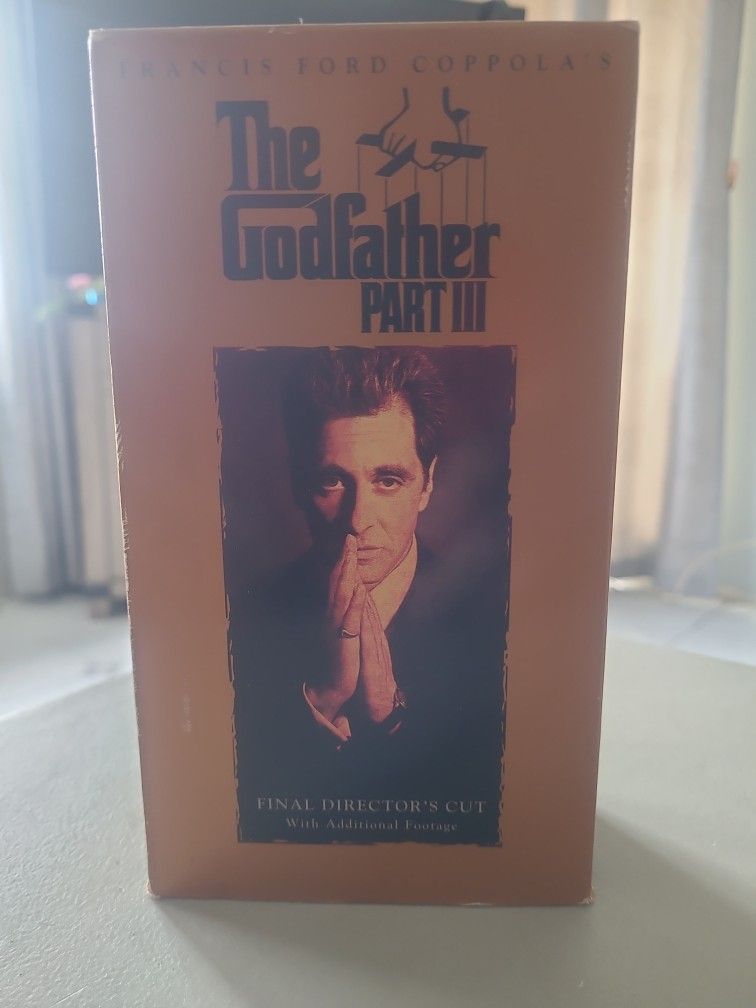 FRANCIS FORD COPPOLA'S
The
Godfather
PART III
FINAL DIRECTOR'S CUT
With Additional Footage